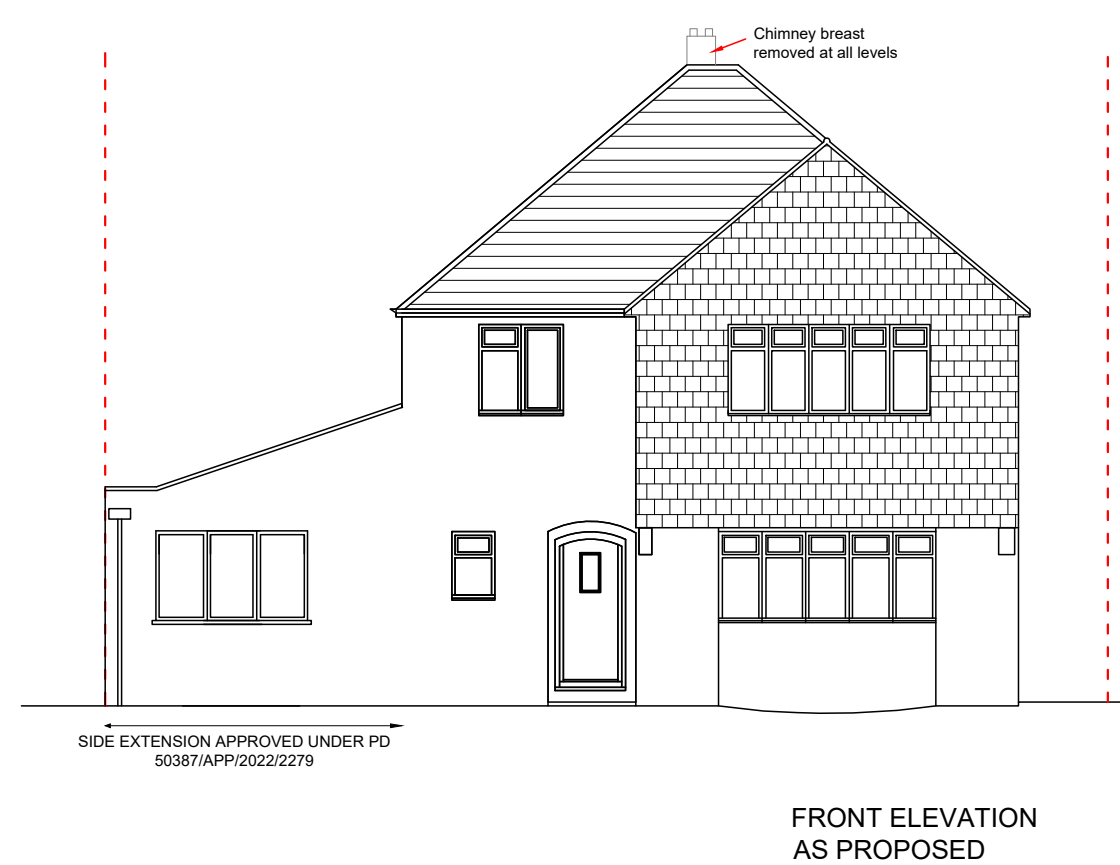 Chimney breast
removed at all levels
SIDE EXTENSION APPROVED UNDER PD
50387/APP/2022/2279
FRONT ELEVATION
AS PROPOSED